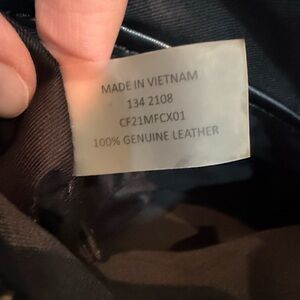 MADE IN VIETNAM
134 2108
CF21MFCX01
100% GENUINE LEATHER